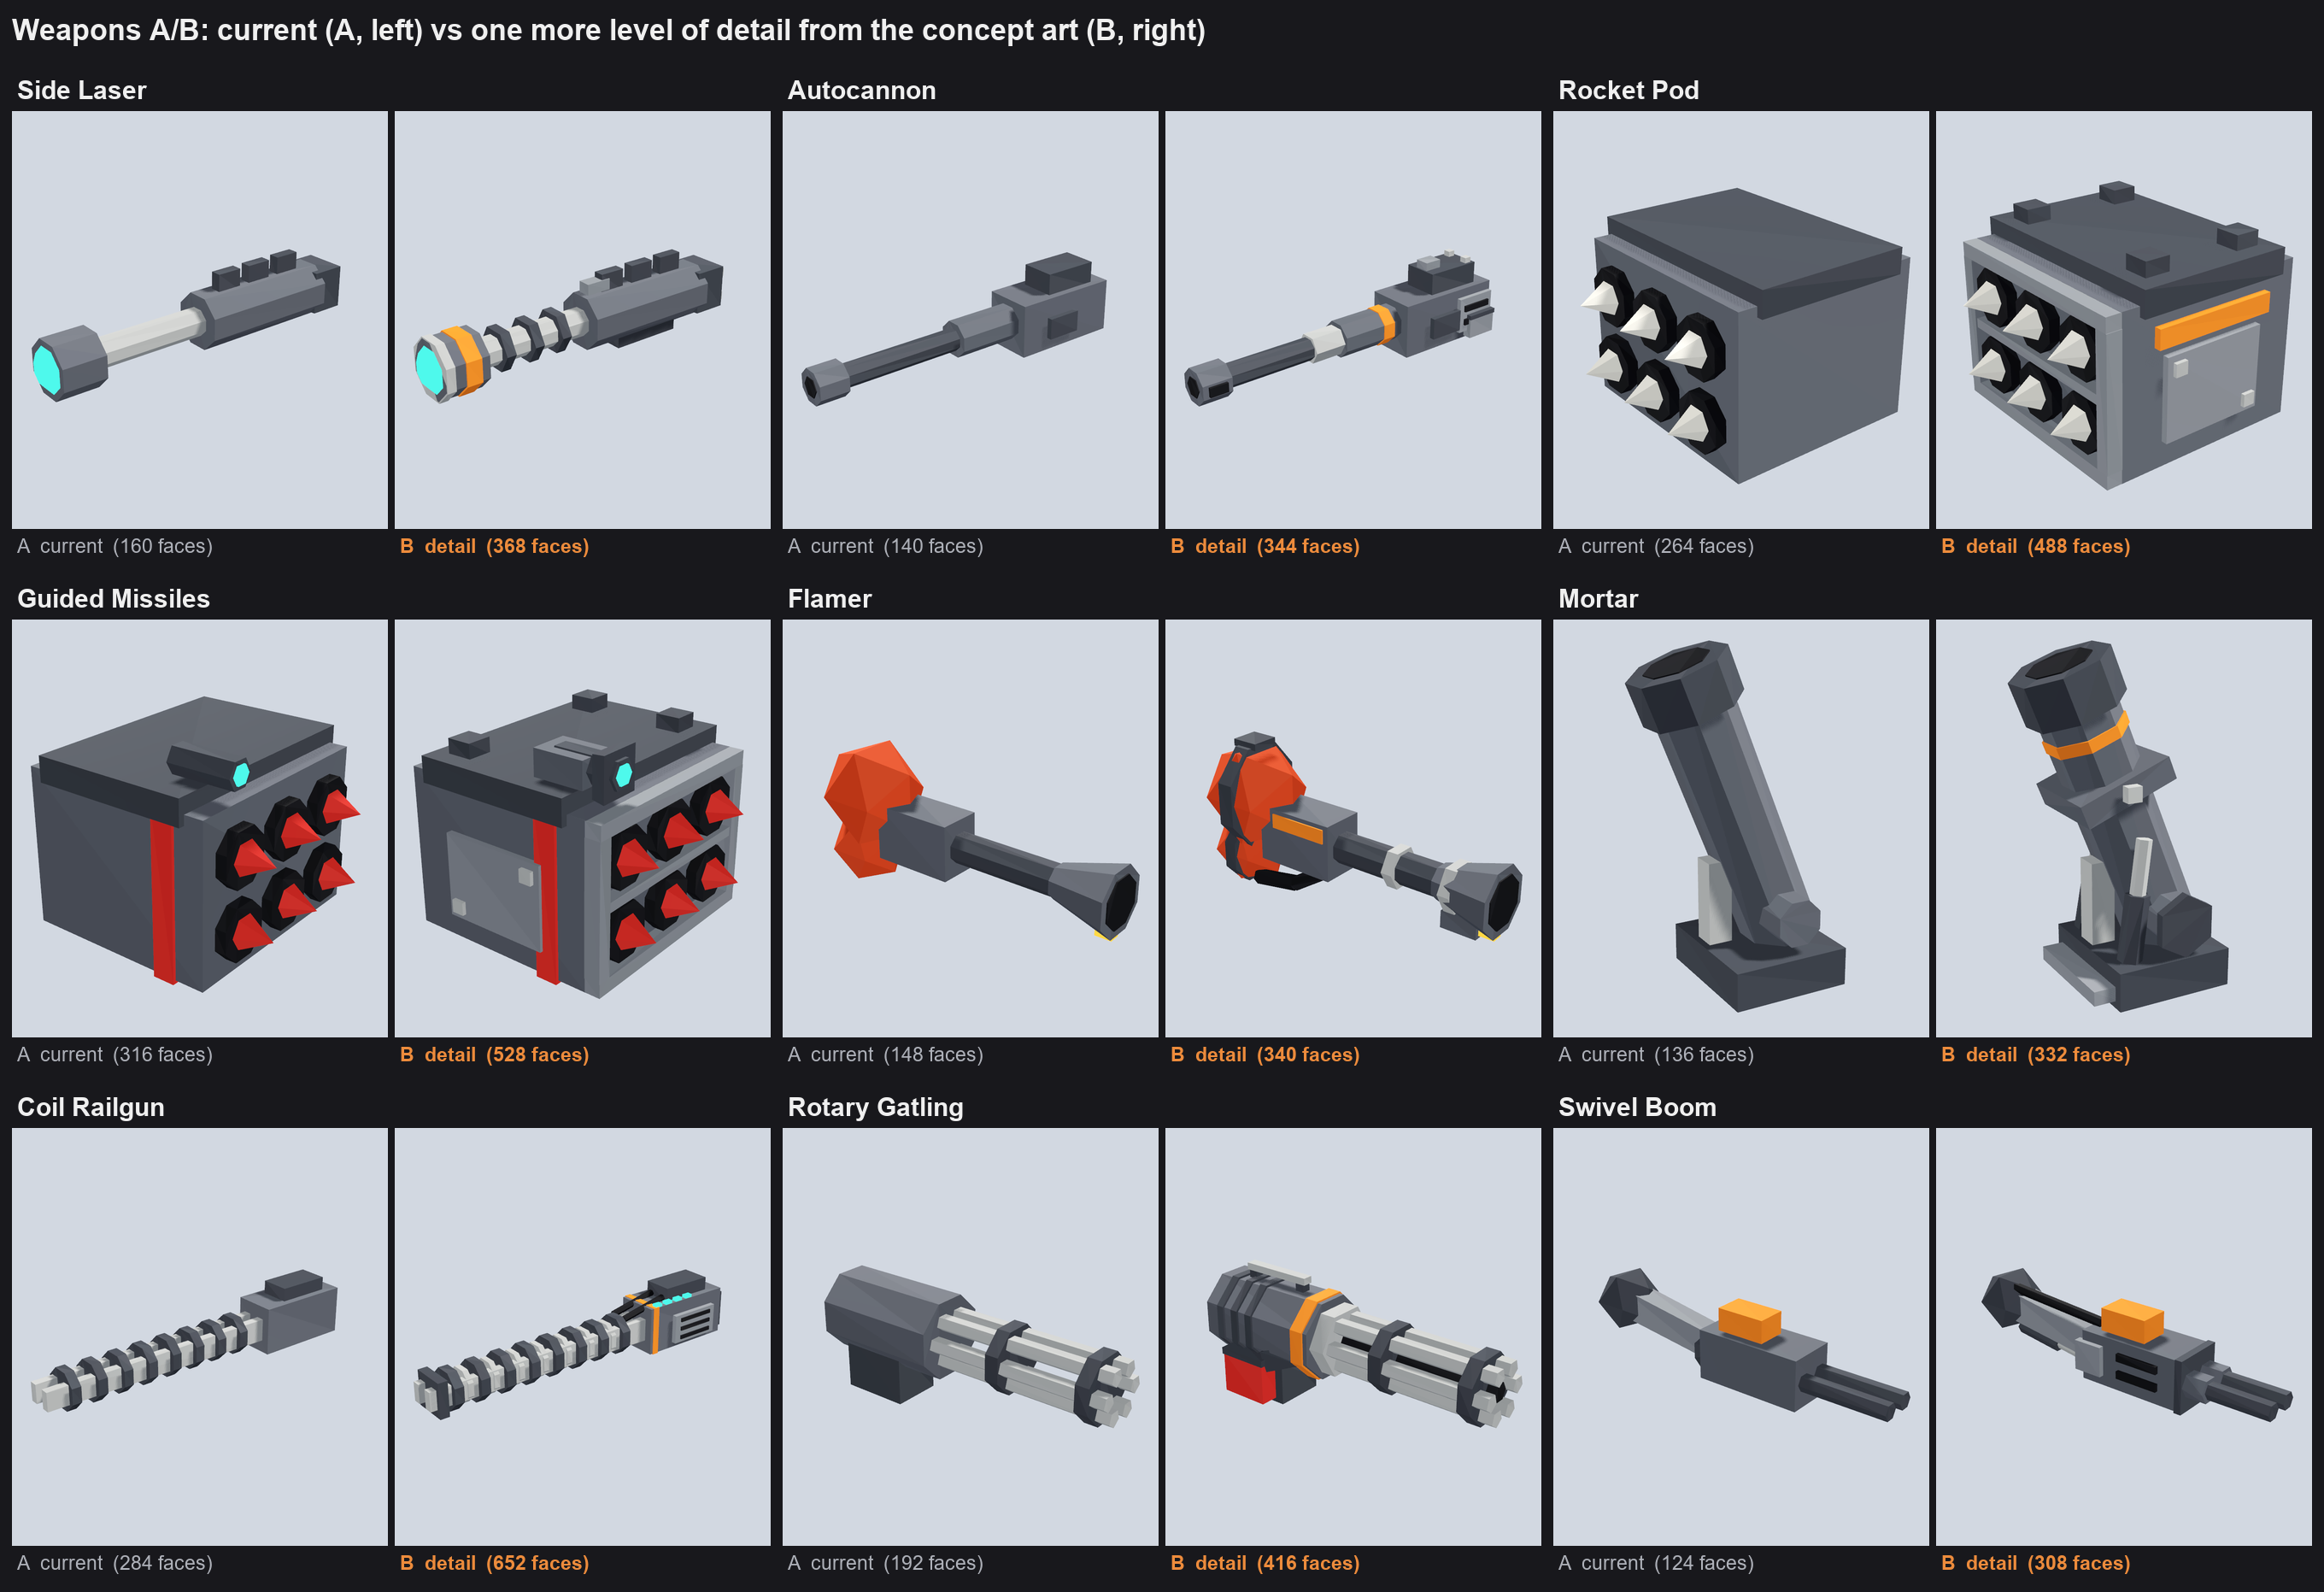 Weapons A/B: current (A, left) vs one more level of detail from the concept art (B, right)
Side Laser
Autocannon
Rocket Pod
A current (160 faces)
B detail (368 faces)
A current (140 faces)
B detail (344 faces)
A current (264 faces)
B detail (488 faces)
Guided Missiles
Flamer
Mortar
A current (316 faces)
B detail (528 faces)
A current (148 faces)
B detail (340 faces)
A current (136 faces)
B detail (332 faces)
Coil Railgun
Rotary Gatling
Swivel Boom
A current (284 faces)
B detail (652 faces)
A current (192 faces)
B detail (416 faces)
A current (124 faces)
B detail (308 faces)